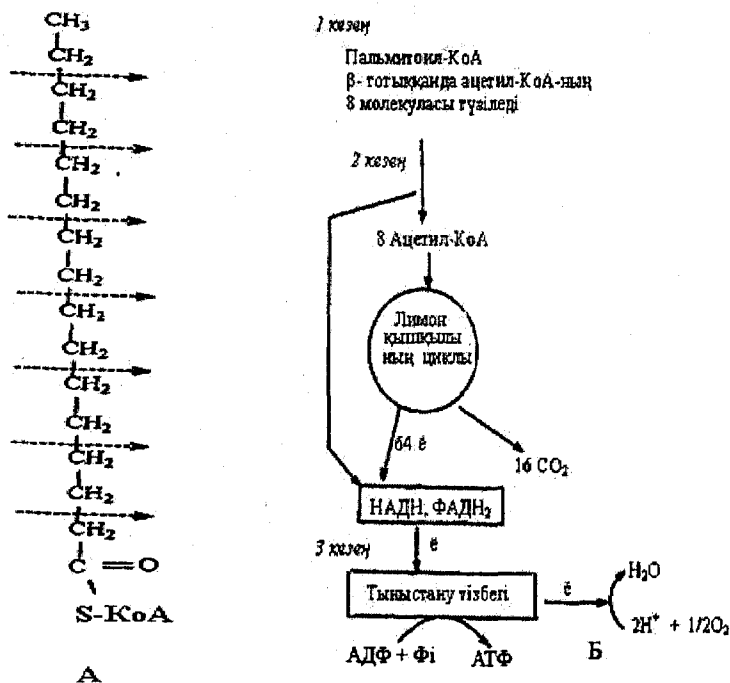 CH3
CH2
CH2
CH2
CH2
CH2
CH2
CH2
CH2
CH2
CH2
CH2
CH2
CH2
CH2
C = O
S-КоА
А
1 кезең
Пальмитоил-КоА
β- тотыққанда ацетил-КоА-ның
8 молекуласы түзіледі
2 кезең
8 Ацетил-КоА
Лимон
қышқылы
ның циклы
64 ē
16 CO2
НАДН, ФАДН2
3 кезең
ē
Тыныстану тізбегі
ē
H2O
2H+ + 1/2O2
АДФ + Фі
АТФ
Б